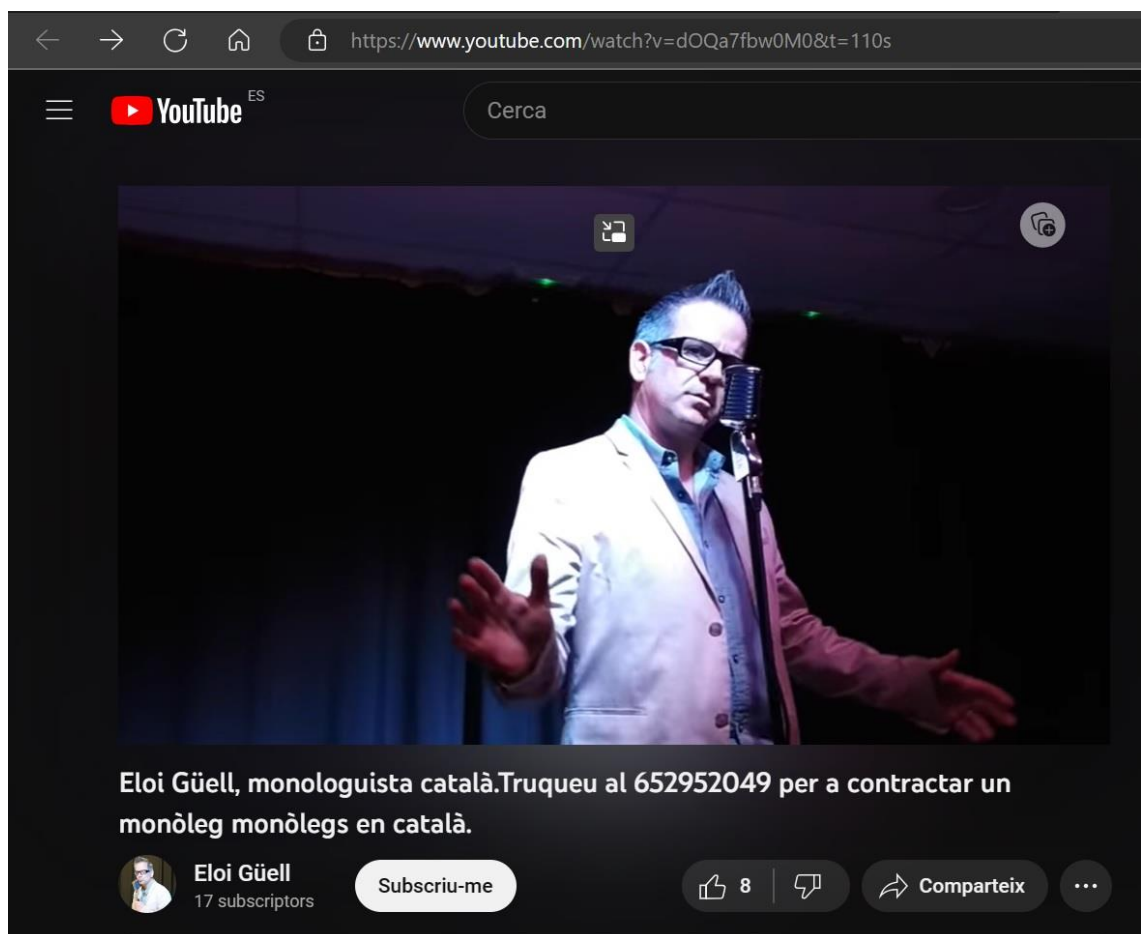 https://www.youtube.com/watch?v=dOQa7fbw0M0&t=110s
YouTube ES
Cerca
Eloi Güell, monologuista català.Truqueu al 652952049 per a contractar un
monòleg monòlegs en català.
Eloi Güell
17 subscriptors
Subscriu-me
8
Comparteix